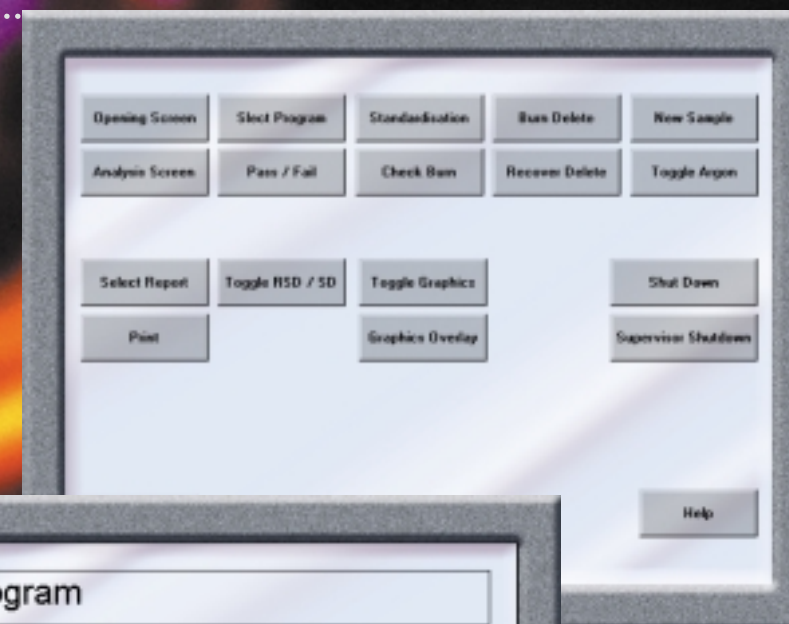 Opening Screen Slect Program Standardisation Burn Delete New Sample
Analysis Screen Pass / Fail Check Burn Recover Delete Toggle Argon
Select Report Toggle RSD / SD Toggle Graphics Shut Down
Print Graphics Overlay Supervisor Shutdown
Help
ogram